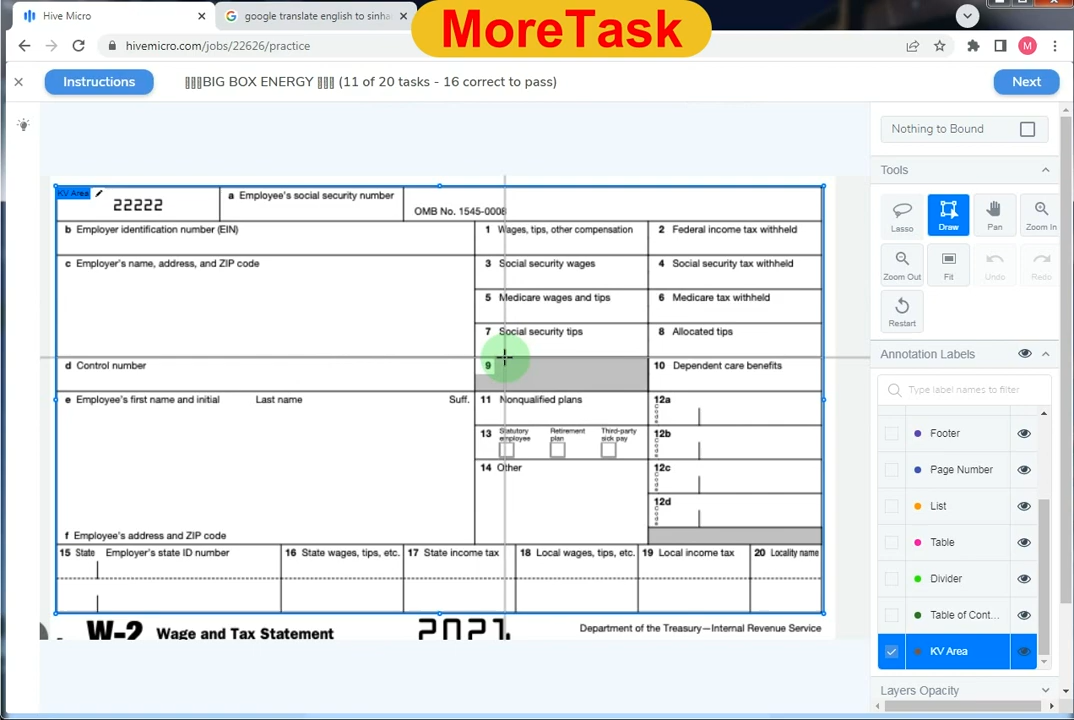 Hive Micro
google translate english to sinha
MoreTask
hivemicro.com/jobs/22626/practice
M
Instructions
BIG BOX ENERGY (11 of 20 tasks - 16 correct to pass)
Next
Nothing to Bound
Tools
Lasso
Draw
Pan
Zoom In
Zoom Out
Fit
Undo
Redo
Restart
Annotation Labels
Type label names to filter
Footer
Page Number
List
Table
Divider
Table of Cont...
KV Area
Layers Opacity
KV Area
22222
a Employee's social security number
OMB No. 1545-0008
b Employer identification number (EIN)
1 Wages, tips, other compensation
2 Federal income tax withheld
c Employer's name, address, and ZIP code
3 Social security wages
4 Social security tax withheld
5 Medicare wages and tips
6 Medicare tax withheld
7 Social security tips
8 Allocated tips
d Control number
9
10 Dependent care benefits
e Employee's first name and initial
Last name
Suff.
11 Nonqualified plans
12a
Code
13 Statutory employee
Retirement plan
Third-party sick pay
12b
Code
14 Other
12c
Code
12d
Code
f Employee's address and ZIP code
15 State
Employer's state ID number
16 State wages, tips, etc.
17 State income tax
18 Local wages, tips, etc.
19 Local income tax
20 Locality name
W-2 Wage and Tax Statement
2021
Department of the Treasury—Internal Revenue Service